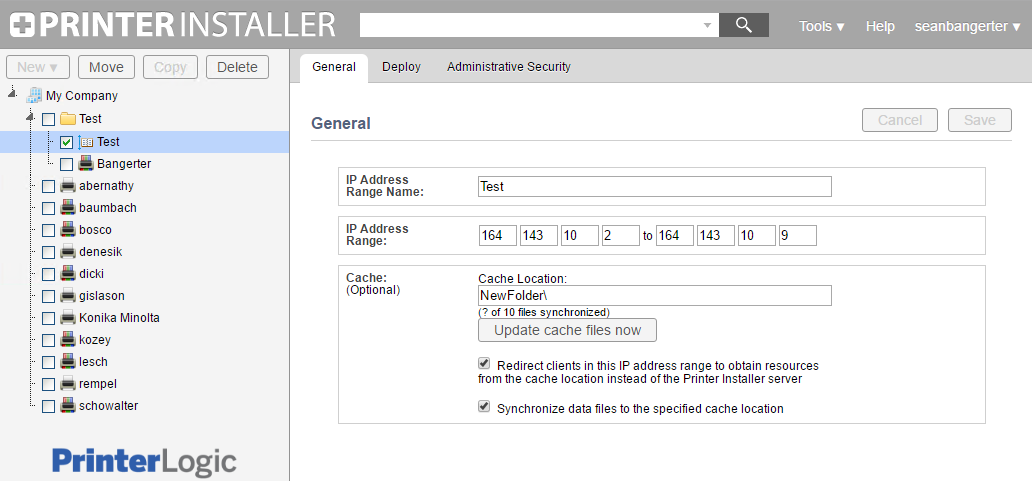 PRINTER INSTALLER
Tools ▾ Help seanbangerter ▾
New ▾ Move Copy Delete
My Company
Test
Test
Bangerter
abernathy
baumbach
bosco
denesik
dicki
gislason
Konika Minolta
kozey
lesch
rempel
schowalter
PrinterLogic
General Deploy Administrative Security
General
Cancel Save
IP Address
Range Name:
Test
IP Address
Range:
164 143 10 2 to 164 143 10 9
Cache:
(Optional)
Cache Location:
NewFolder\
(? of 10 files synchronized)
Update cache files now
Redirect clients in this IP address range to obtain resources
from the cache location instead of the Printer Installer server
Synchronize data files to the specified cache location